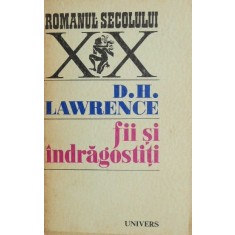 ROMANUL SECOLULUI
XX
D.H.
LAWRENCE
fii și
îndrăgostiți
UNIVERS